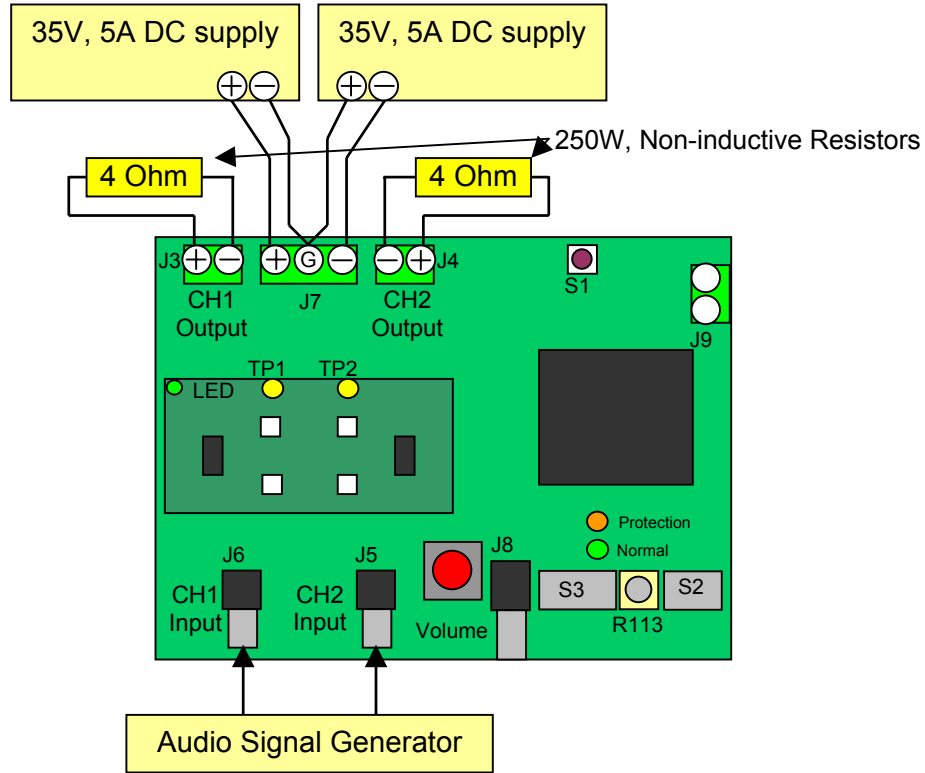 35V, 5A DC supply
35V, 5A DC supply
+ −
+ −
250W, Non-inductive Resistors
4 Ohm
4 Ohm
J3
+ −
+ G −
− +
J4
CH1
Output
J7
CH2
Output
S1
J9
LED
TP1
TP2
Protection
Normal
J6
CH1
Input
J5
CH2
Input
Volume
J8
S3
S2
R113
Audio Signal Generator